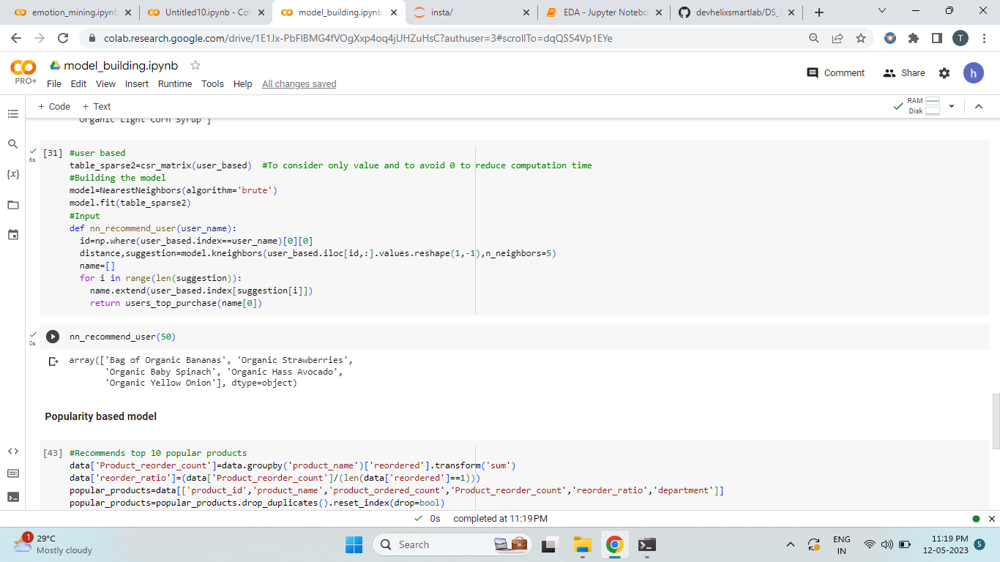 emotion_mining.ipynb
Untitled10.ipynb - Col
model_building.ipynb
insta/
EDA - Jupyter Notebo
devhelixsmartlab/DS_
colab.research.google.com/drive/1E1Jx-PbFlBMG4fVOgXxp4oq4jUHZuHsC?authuser=3#scrollTo=dqQS54Vp1EYe
T
PRO+
model_building.ipynb
File Edit View Insert Runtime Tools Help All changes saved
Comment Share h
+ Code + Text
RAM
Disk
Organic Light Corn Syrup ]
6s
[31] #user based
table_sparse2=csr_matrix(user_based)  #To consider only value and to avoid 0 to reduce computation time
#Building the model
model=NearestNeighbors(algorithm='brute')
model.fit(table_sparse2)
#Input
def nn_recommend_user(user_name):
  id=np.where(user_based.index==user_name)[0][0]
  distance,suggestion=model.kneighbors(user_based.iloc[id,:].values.reshape(1,-1),n_neighbors=5)
  name=[]
  for i in range(len(suggestion)):
    name.extend(user_based.index[suggestion[i]])
    return users_top_purchase(name[0])
0s
nn_recommend_user(50)
array(['Bag of Organic Bananas', 'Organic Strawberries',
       'Organic Baby Spinach', 'Organic Hass Avocado',
       'Organic Yellow Onion'], dtype=object)
Popularity based model
[43] #Recommends top 10 popular products
data['Product_reorder_count']=data.groupby('product_name')['reordered'].transform('sum')
data['reorder_ratio']=(data['Product_reorder_count']/(len(data['reordered']==1)))
popular_products=data[['product_id','product_name','product_ordered_count','Product_reorder_count','reorder_ratio','department']]
popular_products=popular_products.drop_duplicates().reset_index(drop=bool)
0s completed at 11:19 PM
1
29°C
Mostly cloudy
Search
ENG
IN
11:19 PM
12-05-2023
5